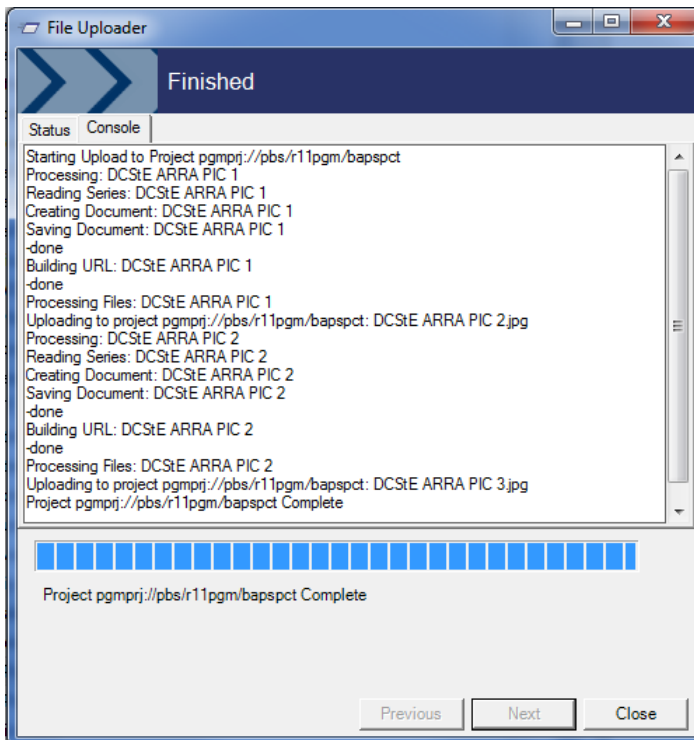 File Uploader
Finished
Status Console
Starting Upload to Project pgmprj://pbs/r11pgm/bapspct
Processing: DCStE ARRA PIC 1
Reading Series: DCStE ARRA PIC 1
Creating Document: DCStE ARRA PIC 1
Saving Document: DCStE ARRA PIC 1
-done
Building URL: DCStE ARRA PIC 1
-done
Processing Files: DCStE ARRA PIC 1
Uploading to project pgmprj://pbs/r11pgm/bapspct: DCStE ARRA PIC 2.jpg
Processing: DCStE ARRA PIC 2
Reading Series: DCStE ARRA PIC 2
Creating Document: DCStE ARRA PIC 2
Saving Document: DCStE ARRA PIC 2
-done
Building URL: DCStE ARRA PIC 2
-done
Processing Files: DCStE ARRA PIC 2
Uploading to project pgmprj://pbs/r11pgm/bapspct: DCStE ARRA PIC 3.jpg
Project pgmprj://pbs/r11pgm/bapspct Complete
Project pgmprj://pbs/r11pgm/bapspct Complete
Previous Next Close